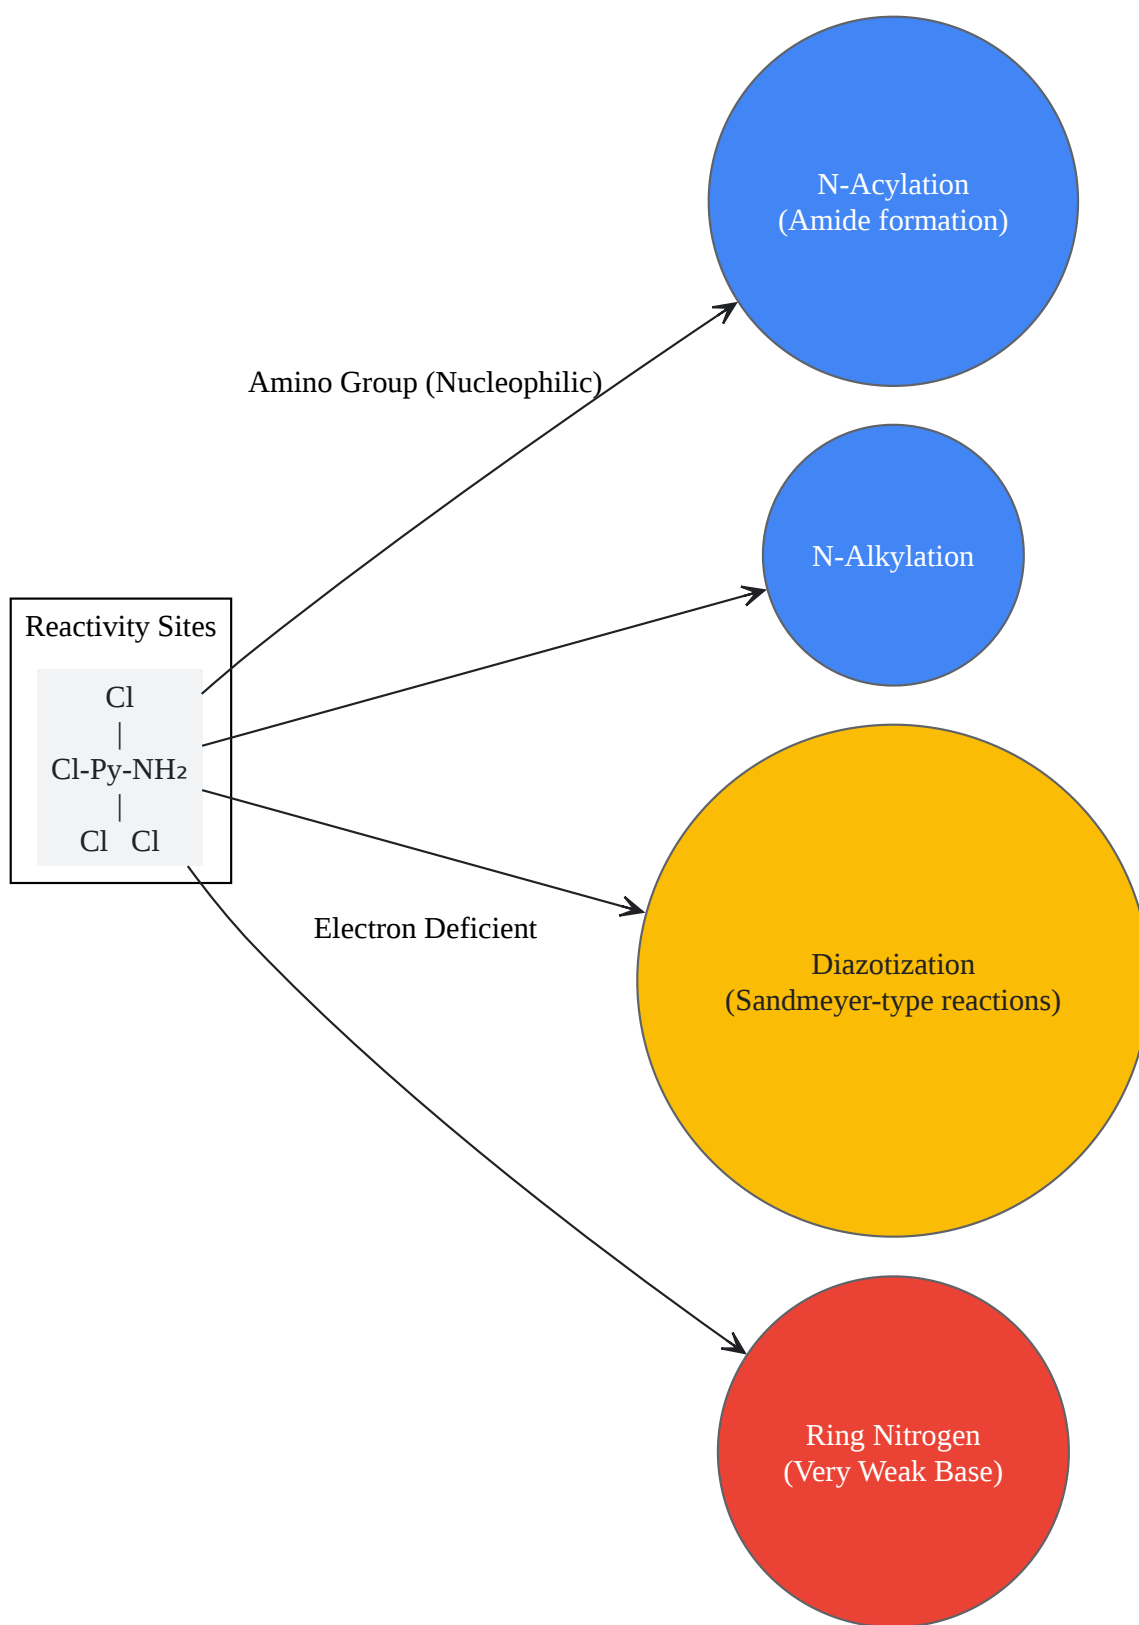 N-Acylation
(Amide formation)
Amino Group (Nucleophilic)
N-Alkylation
Reactivity Sites
Cl
|
Cl-Py-NH₂
|
Cl   Cl
Electron Deficient
Diazotization
(Sandmeyer-type reactions)
Ring Nitrogen
(Very Weak Base)